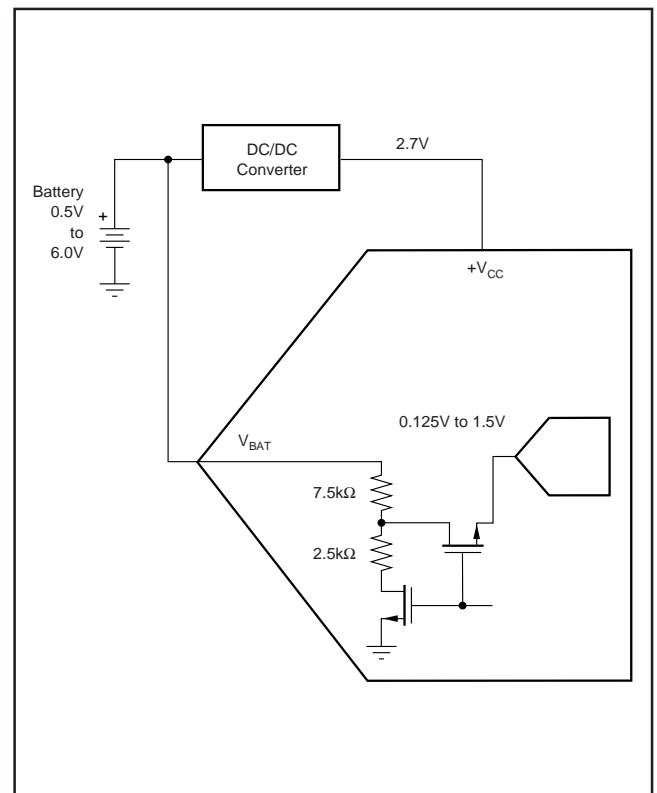 DC/DC
Converter
2.7V
Battery
0.5V
to
6.0V
+
+V_CC
0.125V to 1.5V
V_BAT
7.5kΩ
2.5kΩ